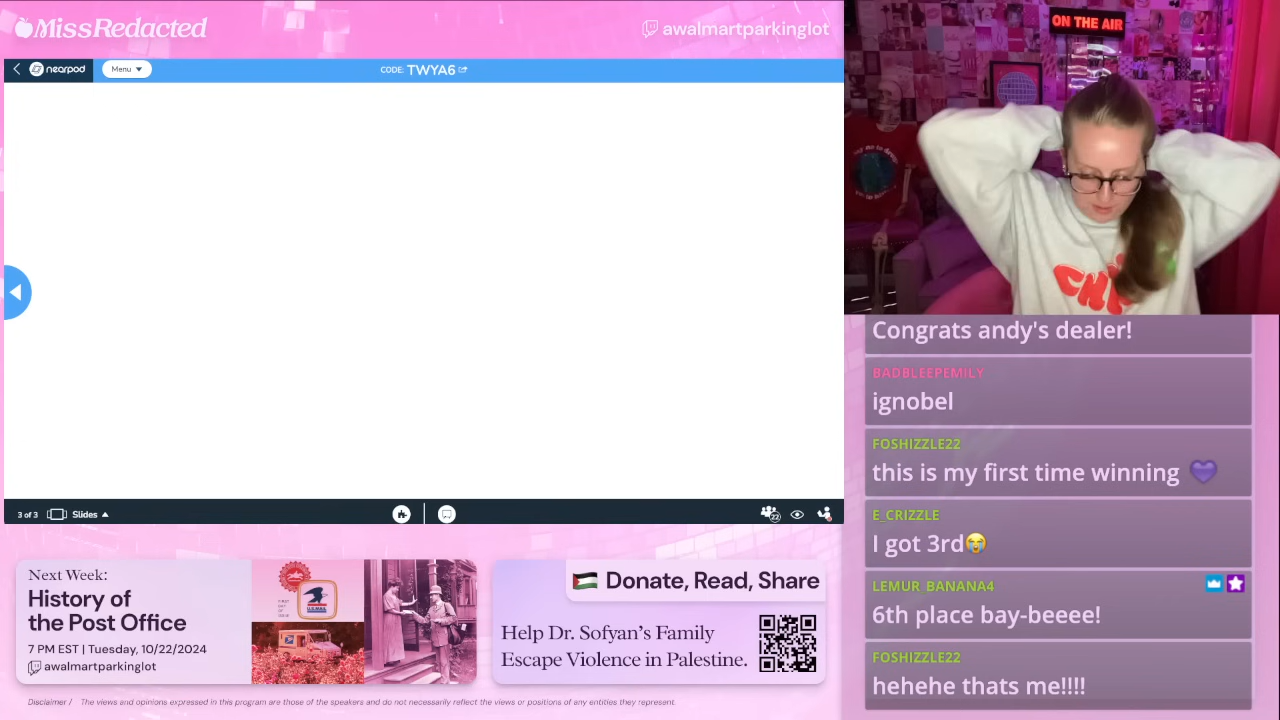 MissRedacted
awalmartparkinglot
nearpod
Menu
CODE: TWYA6
ON THE AIR
Congrats andy's dealer!
BADBLEEPEMILY
ignobel
FOSHIZZLE22
this is my first time winning 💜
E_CRIZZLE
I got 3rd😭
LEMUR_BANANA4
6th place bay-beeee!
FOSHIZZLE22
hehehe thats me!!!!
3 of 3
Slides
22
Next Week:
History of
the Post Office
7 PM EST | Tuesday, 10/22/2024
awalmartparkinglot
🇵🇸 Donate, Read, Share
Help Dr. Sofyan's Family
Escape Violence in Palestine.
Disclaimer / The views and opinions expressed in this program are those of the speakers and do not necessarily reflect the views or positions of any entities they represent.